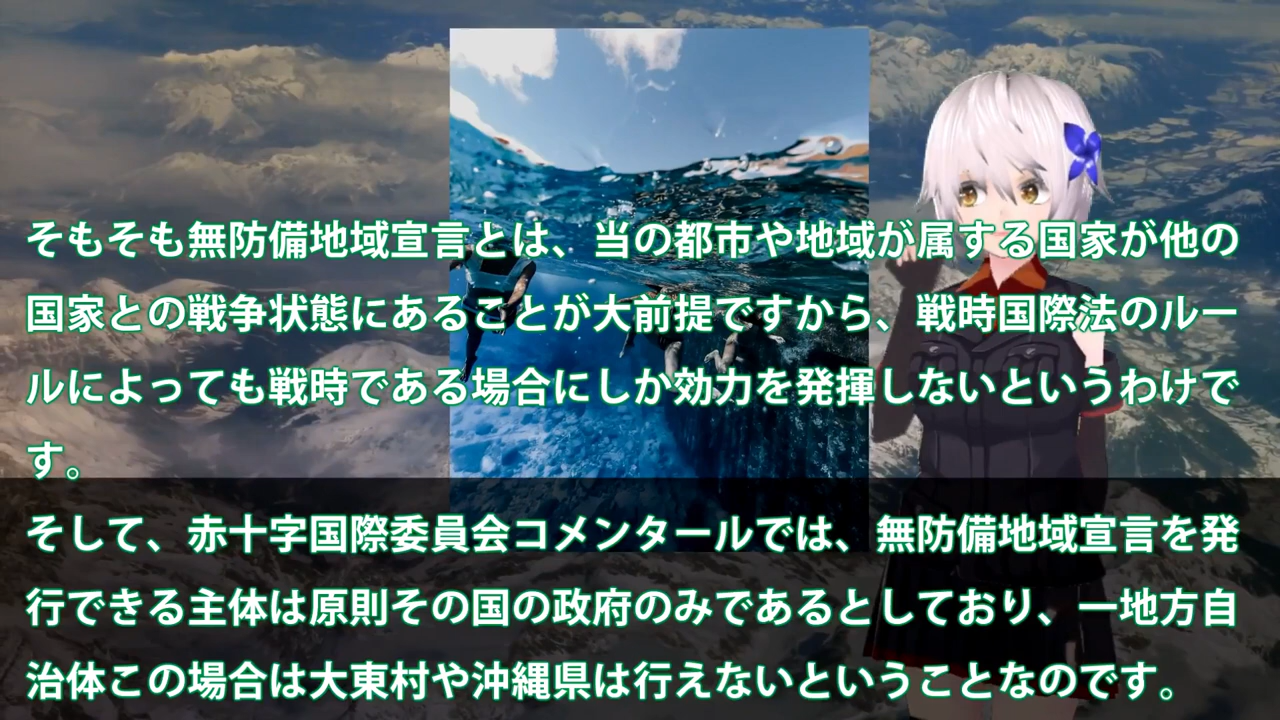 そもそも無防備地域宣言とは、当の都市や地域が属する国家が他の
国家との戦争状態にあることが大前提ですから、戦時国際法のルー
ルによっても戦時である場合にしか効力を発揮しないというわけで
す。
そして、赤十字国際委員会コメンタールでは、無防備地域宣言を発
行できる主体は原則その国の政府のみであるとしており、一地方自
治体この場合は大東村や沖縄県は行えないということなのです。